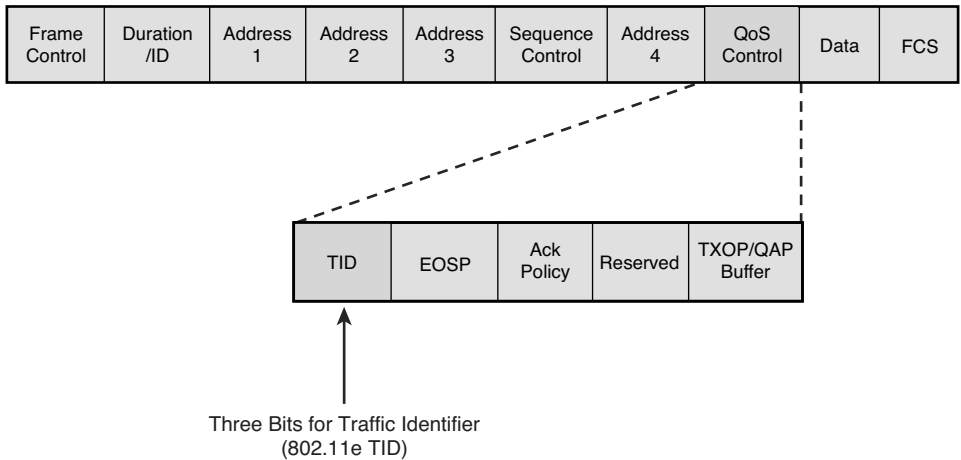 Frame
Control
Duration
/ID
Address
1
Address
2
Address
3
Sequence
Control
Address
4
QoS
Control
Data
FCS
TID
EOSP
Ack
Policy
Reserved
TXOP/QAP
Buffer
Three Bits for Traffic Identifier
(802.11e TID)